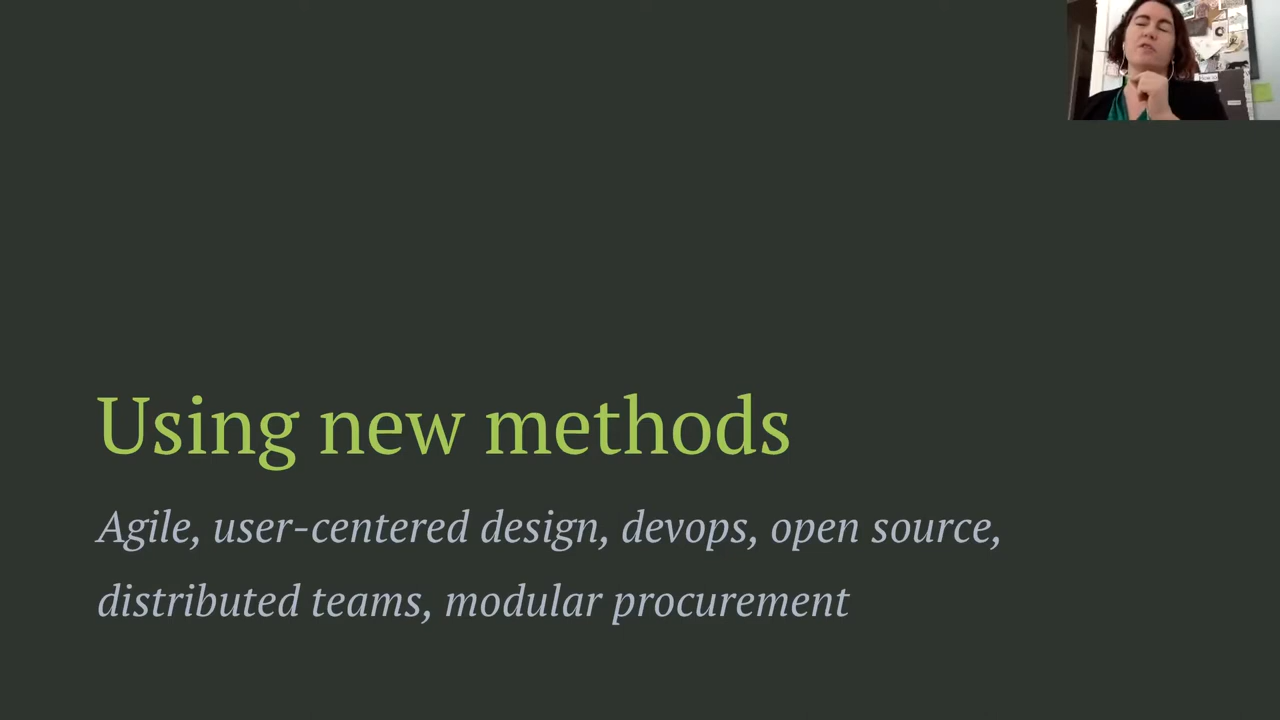 Using new methods
Agile, user-centered design, devops, open source,
distributed teams, modular procurement